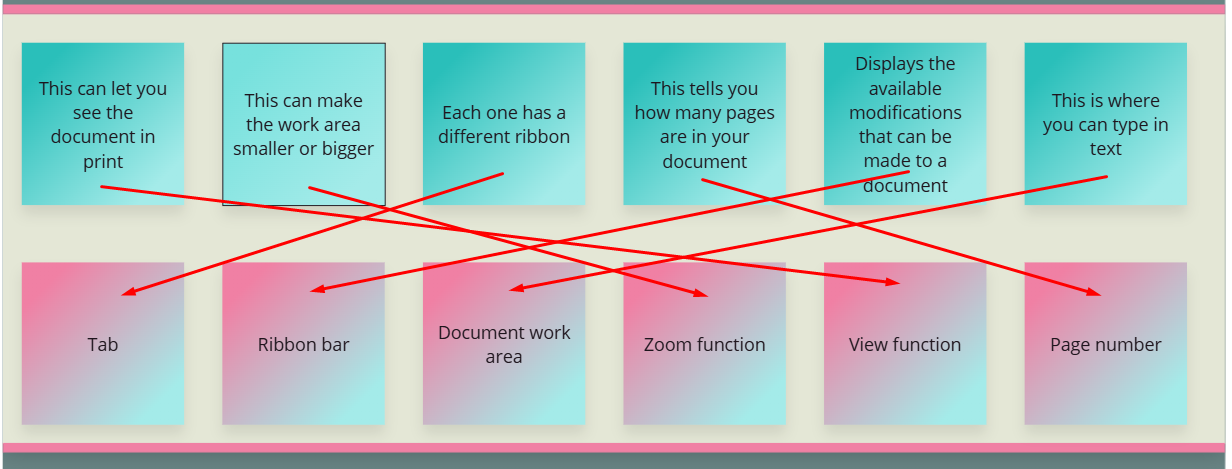 This can let you
see the
document in
print
This can make
the work area
smaller or bigger
Each one has a
different ribbon
This tells you
how many pages
are in your
document
Displays the
available
modifications
that can be
made to a
document
This is where
you can type in
text
Tab
Ribbon bar
Document work
area
Zoom function
View function
Page number